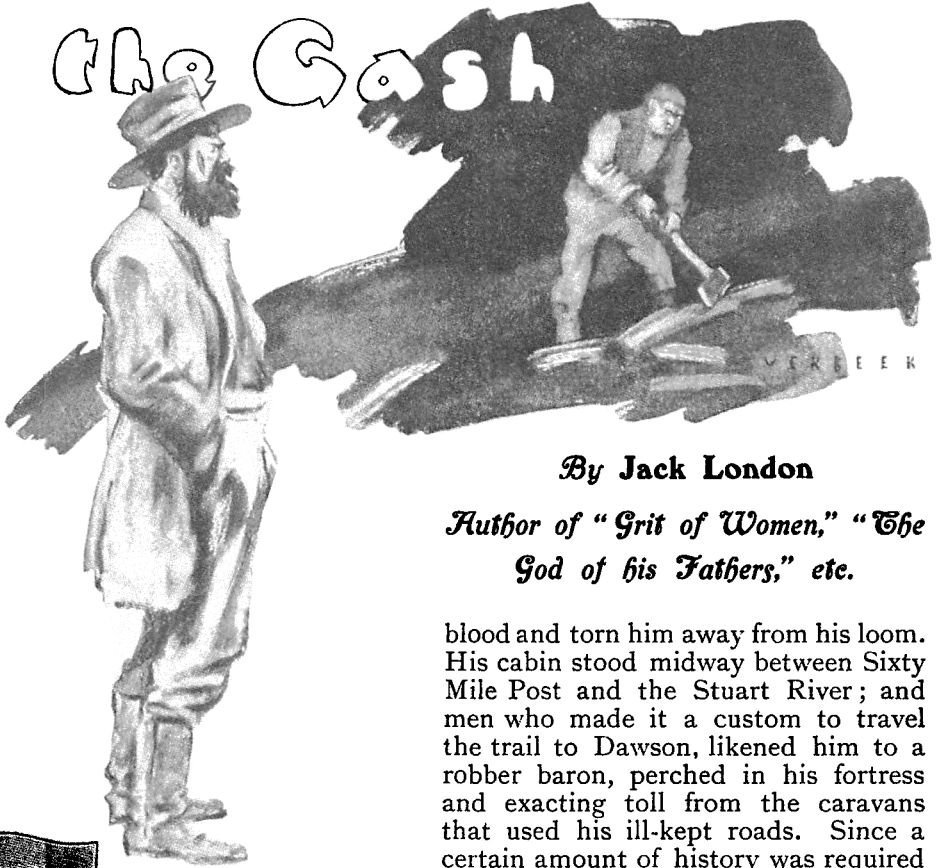 the Gash
VERBEEK
By Jack London
Author of “Grit of Women,” “The
God of his Fathers,” etc.
blood and torn him away from his loom.
His cabin stood midway between Sixty
Mile Post and the Stuart River; and
men who made it a custom to travel
the trail to Dawson, likened him to a
robber baron, perched in his fortress
and exacting toll from the caravans
that used his ill-kept roads. Since a
certain amount of history was required